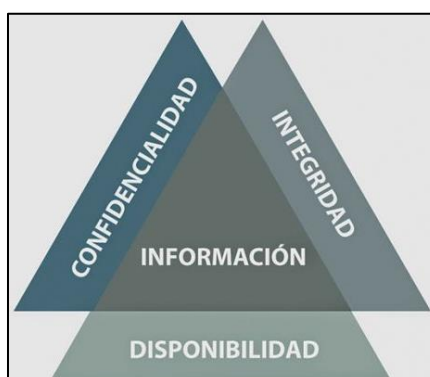 CONFIDENCIALIDAD
INTEGRIDAD
INFORMACIÓN
DISPONIBILIDAD